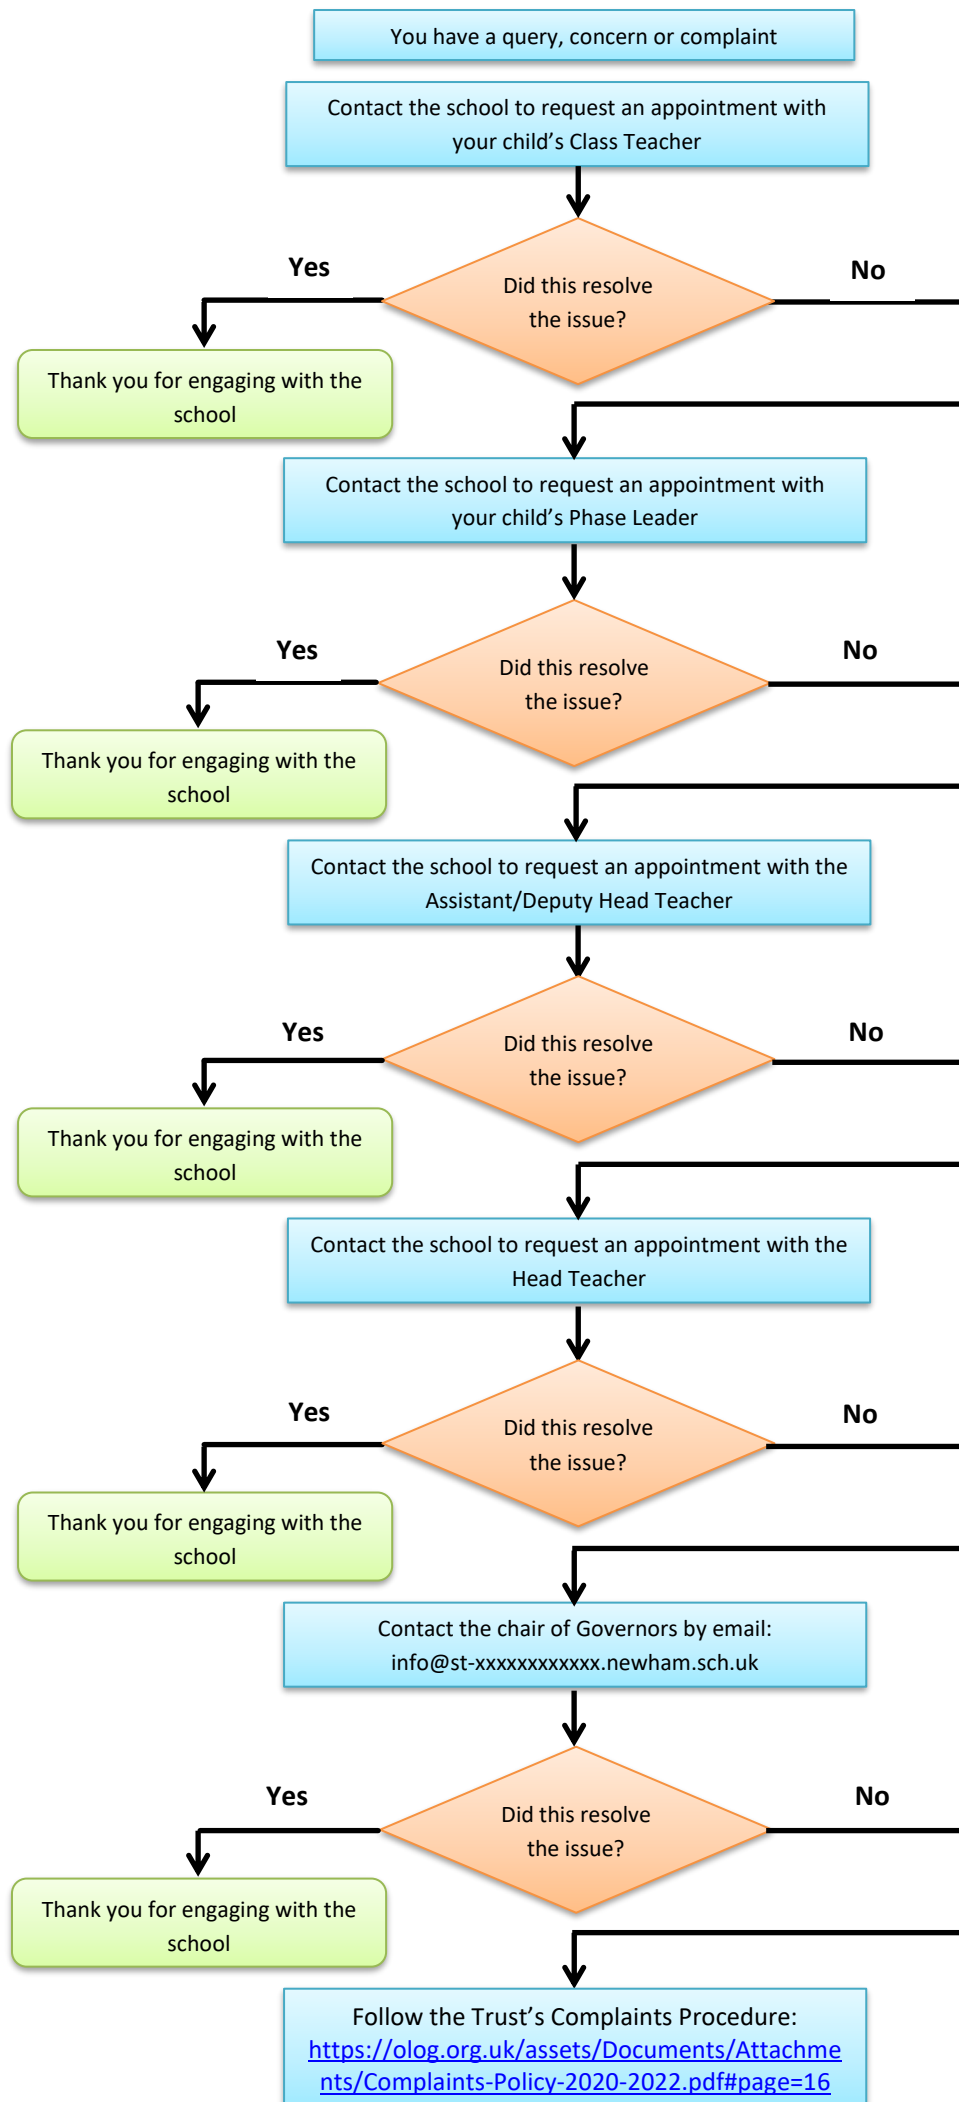 You have a query, concern or complaint
Contact the school to request an appointment with
your child’s Class Teacher
Yes
Did this resolve
the issue?
No
Thank you for engaging with the
school
Contact the school to request an appointment with
your child’s Phase Leader
Yes
Did this resolve
the issue?
No
Thank you for engaging with the
school
Contact the school to request an appointment with the
Assistant/Deputy Head Teacher
Yes
Did this resolve
the issue?
No
Thank you for engaging with the
school
Contact the school to request an appointment with the
Head Teacher
Yes
Did this resolve
the issue?
No
Thank you for engaging with the
school
Contact the chair of Governors by email:
info@st-xxxxxxxxxxxx.newham.sch.uk
Yes
Did this resolve
the issue?
No
Thank you for engaging with the
school
Follow the Trust’s Complaints Procedure:
https://olog.org.uk/assets/Documents/Attachme
nts/Complaints-Policy-2020-2022.pdf#page=16